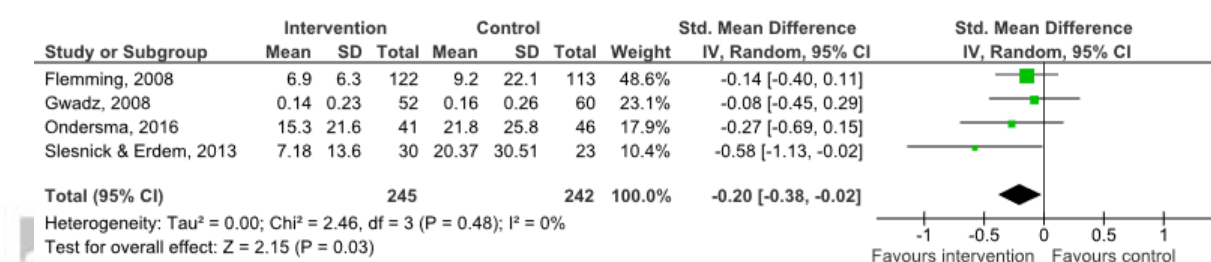 Intervention Control Std. Mean Difference Std. Mean Difference
Study or Subgroup Mean SD Total Mean SD Total Weight IV, Random, 95% CI IV, Random, 95% CI
Flemming, 2008 6.9 6.3 122 9.2 22.1 113 48.6% -0.14 [-0.40, 0.11]
Gwadz, 2008 0.14 0.23 52 0.16 0.26 60 23.1% -0.08 [-0.45, 0.29]
Ondersma, 2016 15.3 21.6 41 21.8 25.8 46 17.9% -0.27 [-0.69, 0.15]
Slesnick & Erdem, 2013 7.18 13.6 30 20.37 30.51 23 10.4% -0.58 [-1.13, -0.02]
Total (95% CI) 245 242 100.0% -0.20 [-0.38, -0.02]
Heterogeneity: Tau² = 0.00; Chi² = 2.46, df = 3 (P = 0.48); I² = 0%
Test for overall effect: Z = 2.15 (P = 0.03)
-1 -0.5 0 0.5 1
Favours intervention Favours control